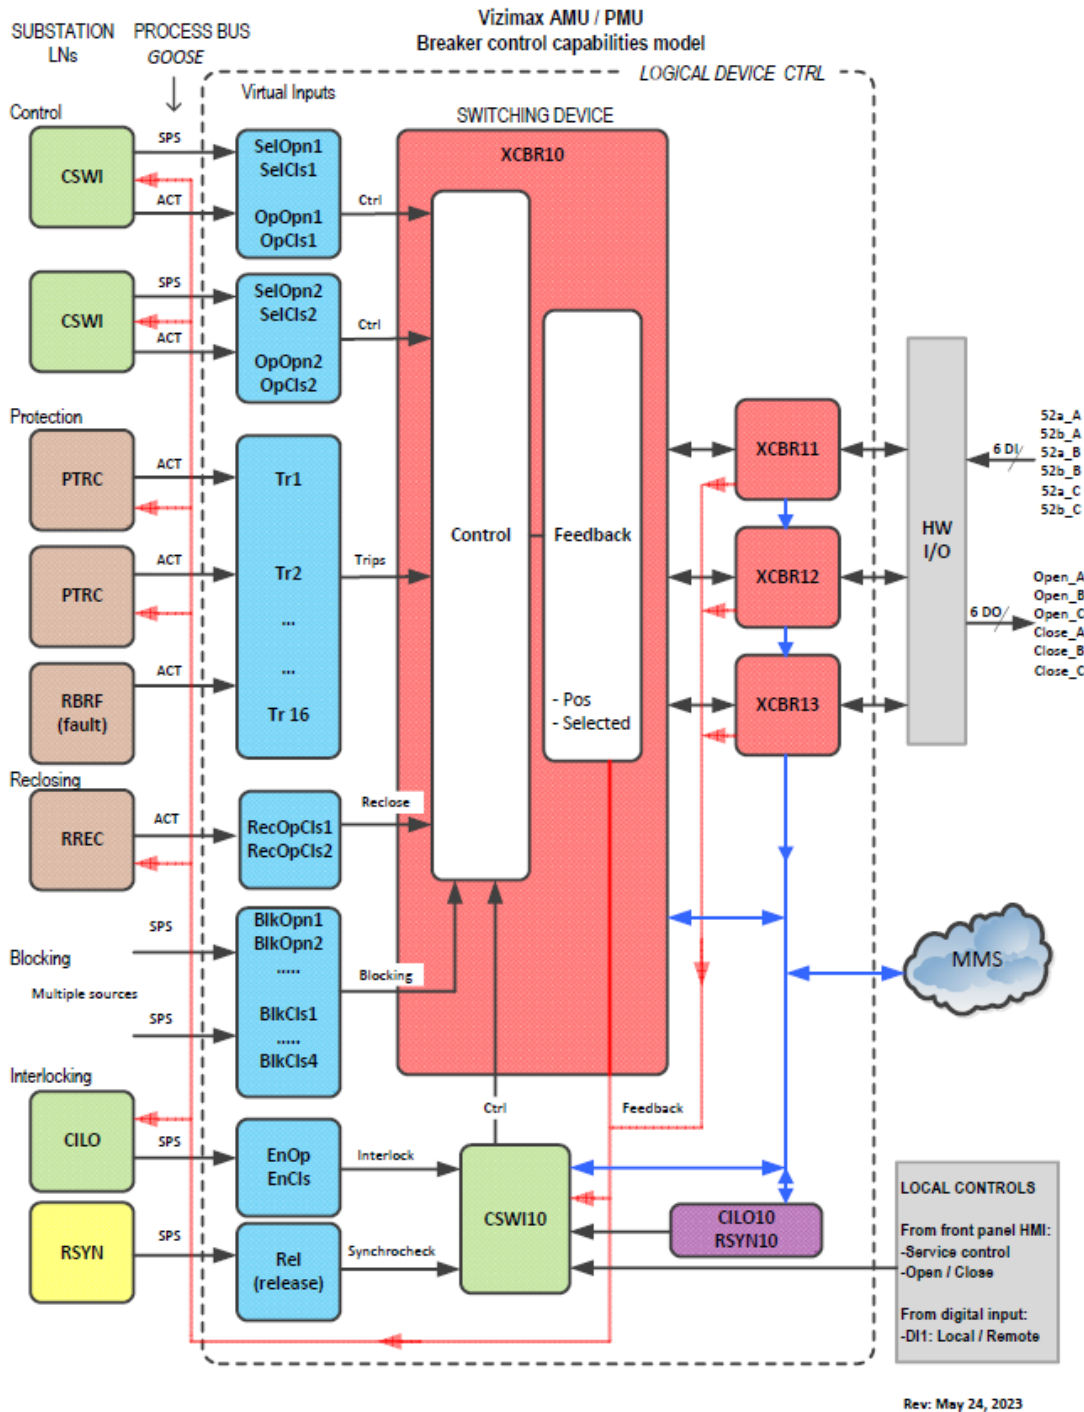 Vizimax AMU / PMU
Breaker control capabilities model
SUBSTATION
LNs
PROCESS BUS
GOOSE
LOGICAL DEVICE CTRL
Virtual Inputs
SWITCHING DEVICE
XCBR10
Control
CSWI
SPS
ACT
SelOpn1
SelCls1
OpOpn1
OpCls1
Ctrl
CSWI
SPS
ACT
SelOpn2
SelCls2
OpOpn2
OpCls2
Ctrl
Protection
PTRC
ACT
PTRC
ACT
RBRF
(fault)
ACT
Tr1
Tr2
...
...
Tr 16
Trips
Control
Feedback
- Pos
- Selected
XCBR11
XCBR12
XCBR13
HW
I/O
6 DI
52a_A
52b_A
52a_B
52b_B
52a_C
52b_C
6 DO
Open_A
Open_B
Open_C
Close_A
Close_B
Close_C
Reclosing
RREC
ACT
RecOpCls1
RecOpCls2
Reclose
Blocking
Multiple sources
SPS
SPS
BlkOpn1
BlkOpn2
.....
BlkCls1
.....
BlkCls4
Blocking
MMS
Interlocking
CILO
SPS
EnOp
EnCls
Interlock
RSYN
SPS
Rel
(release)
Synchrocheck
Ctrl
Feedback
CSWI10
CILO10
RSYN10
LOCAL CONTROLS
From front panel HMI:
-Service control
-Open / Close
From digital input:
-DI1: Local / Remote
Rev: May 24, 2023